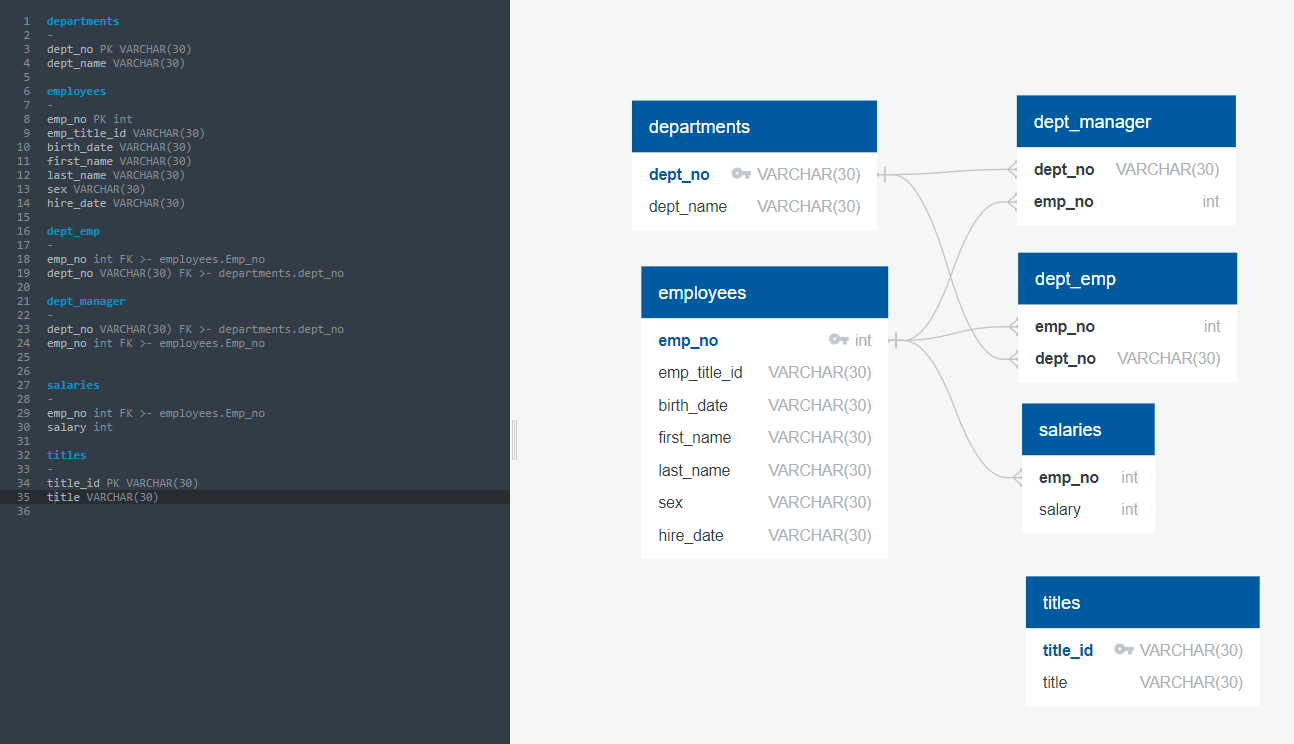 1 departments
2 -
3 dept_no PK VARCHAR(30)
4 dept_name VARCHAR(30)
5
6 employees
7 -
8 emp_no PK int
9 emp_title_id VARCHAR(30)
10 birth_date VARCHAR(30)
11 first_name VARCHAR(30)
12 last_name VARCHAR(30)
13 sex VARCHAR(30)
14 hire_date VARCHAR(30)
15
16 dept_emp
17 -
18 emp_no int FK >- employees.Emp_no
19 dept_no VARCHAR(30) FK >- departments.dept_no
20
21 dept_manager
22 -
23 dept_no VARCHAR(30) FK >- departments.dept_no
24 emp_no int FK >- employees.Emp_no
25
26
27 salaries
28 -
29 emp_no int FK >- employees.Emp_no
30 salary int
31
32 titles
33 -
34 title_id PK VARCHAR(30)
35 title VARCHAR(30)
36
departments
dept_no VARCHAR(30)
dept_name VARCHAR(30)
employees
emp_no int
emp_title_id VARCHAR(30)
birth_date VARCHAR(30)
first_name VARCHAR(30)
last_name VARCHAR(30)
sex VARCHAR(30)
hire_date VARCHAR(30)
dept_manager
dept_no VARCHAR(30)
emp_no int
dept_emp
emp_no int
dept_no VARCHAR(30)
salaries
emp_no int
salary int
titles
title_id VARCHAR(30)
title VARCHAR(30)